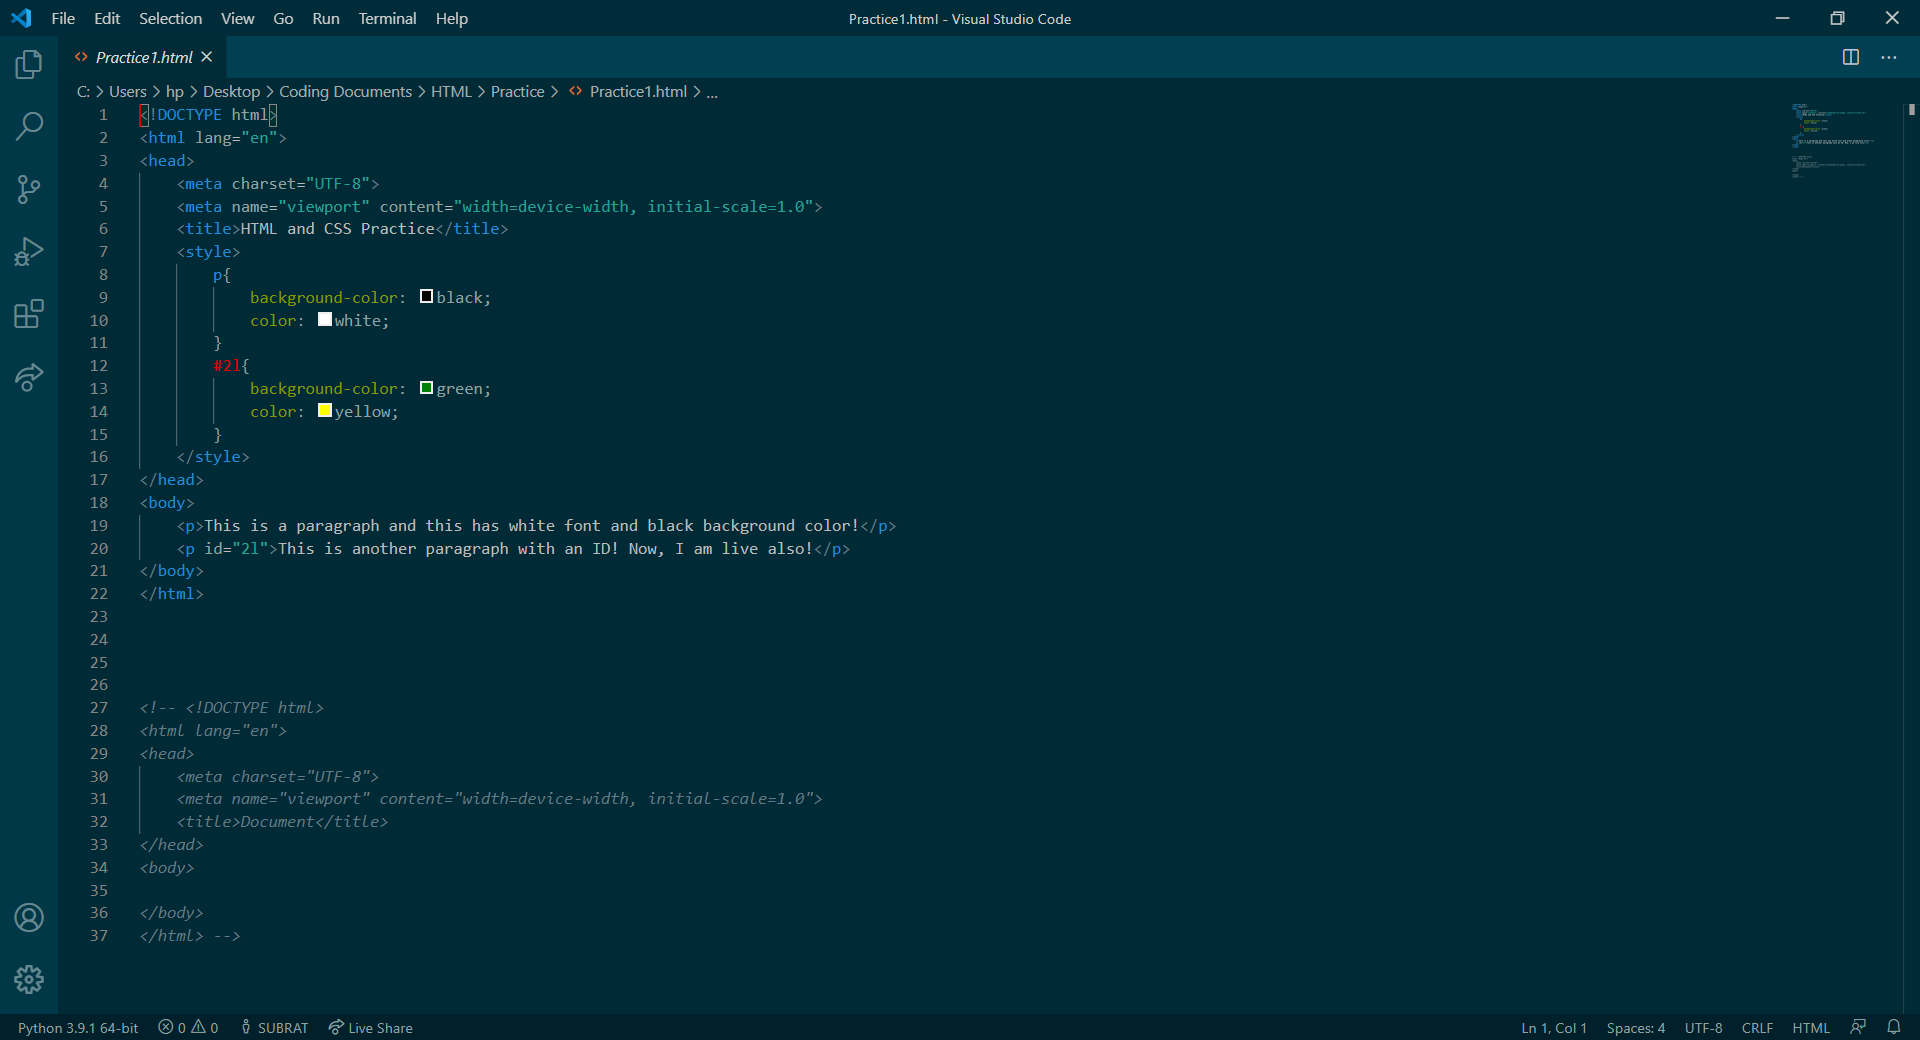 File Edit Selection View Go Run Terminal Help
Practice1.html - Visual Studio Code
Practice1.html
C: > Users > hp > Desktop > Coding Documents > HTML > Practice > <> Practice1.html > ...
1 <!DOCTYPE html>
2 <html lang="en">
3 <head>
4 <meta charset="UTF-8">
5 <meta name="viewport" content="width=device-width, initial-scale=1.0">
6 <title>HTML and CSS Practice</title>
7 <style>
8 p{
9 background-color: black;
10 color: white;
11 }
12 #2l{
13 background-color: green;
14 color: yellow;
15 }
16 </style>
17 </head>
18 <body>
19 <p>This is a paragraph and this has white font and black background color!</p>
20 <p id="2l">This is another paragraph with an ID! Now, I am live also!</p>
21 </body>
22 </html>
23
24
25
26
27 <!-- <!DOCTYPE html>
28 <html lang="en">
29 <head>
30 <meta charset="UTF-8">
31 <meta name="viewport" content="width=device-width, initial-scale=1.0">
32 <title>Document</title>
33 </head>
34 <body>
35
36 </body>
37 </html> -->
Python 3.9.1 64-bit 0 0 SUBRAT Live Share
Ln 1, Col 1 Spaces: 4 UTF-8 CRLF HTML